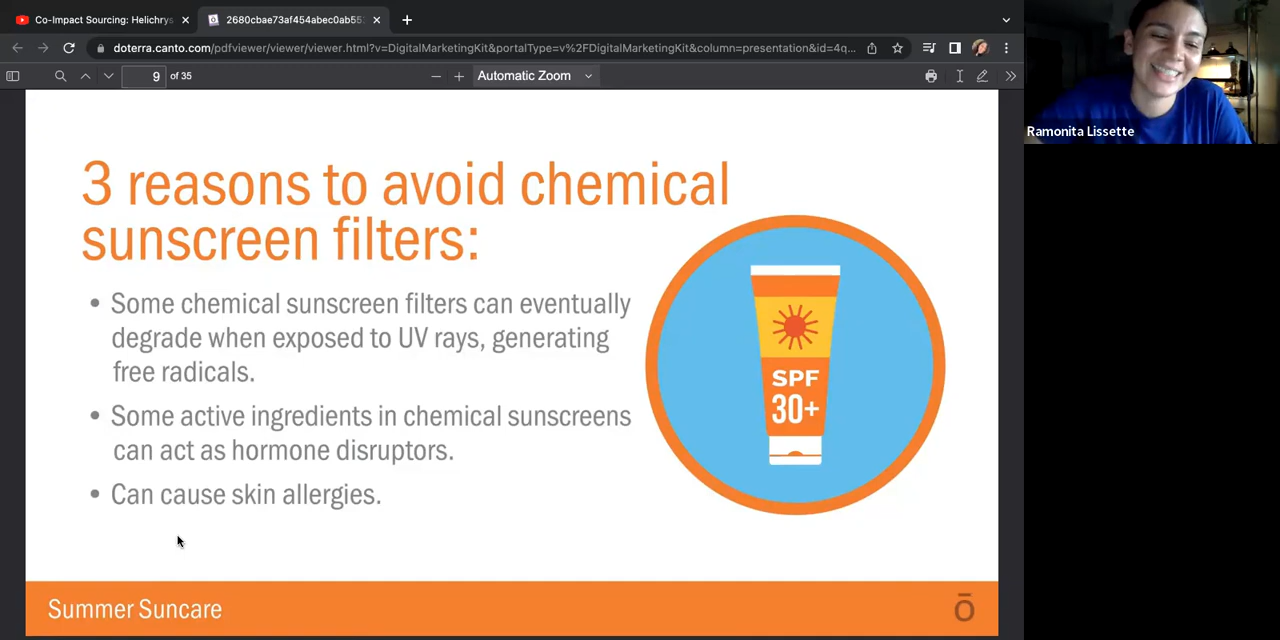 Co-Impact Sourcing: Helichrys
2680cbae73af454abec0ab55
doterra.canto.com/pdfviewer/viewer/viewer.html?v=DigitalMarketingKit&portalType=v%2FDigitalMarketingKit&column=presentation&id=4q...
9 of 35
Automatic Zoom
Ramonita Lissette
3 reasons to avoid chemical
sunscreen filters:
• Some chemical sunscreen filters can eventually
degrade when exposed to UV rays, generating
free radicals.
• Some active ingredients in chemical sunscreens
can act as hormone disruptors.
• Can cause skin allergies.
SPF
30+
Summer Suncare
ō